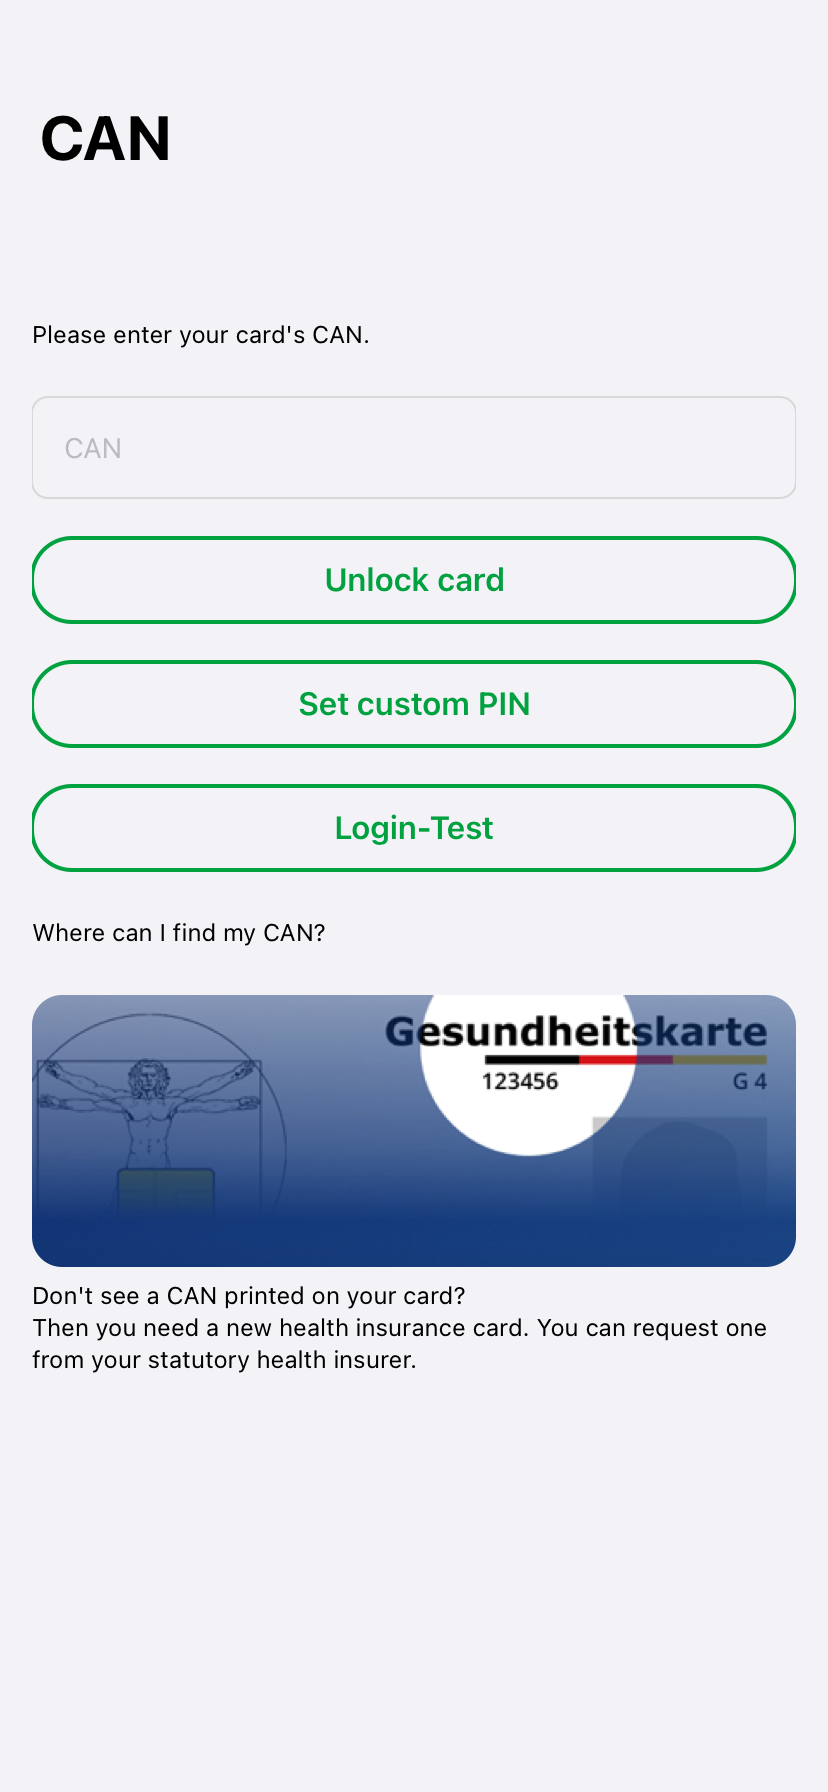 CAN
Please enter your card's CAN.
CAN
Unlock card
Set custom PIN
Login-Test
Where can I find my CAN?
Gesundheitskarte
123456 G 4
Don't see a CAN printed on your card?
Then you need a new health insurance card. You can request one
from your statutory health insurer.